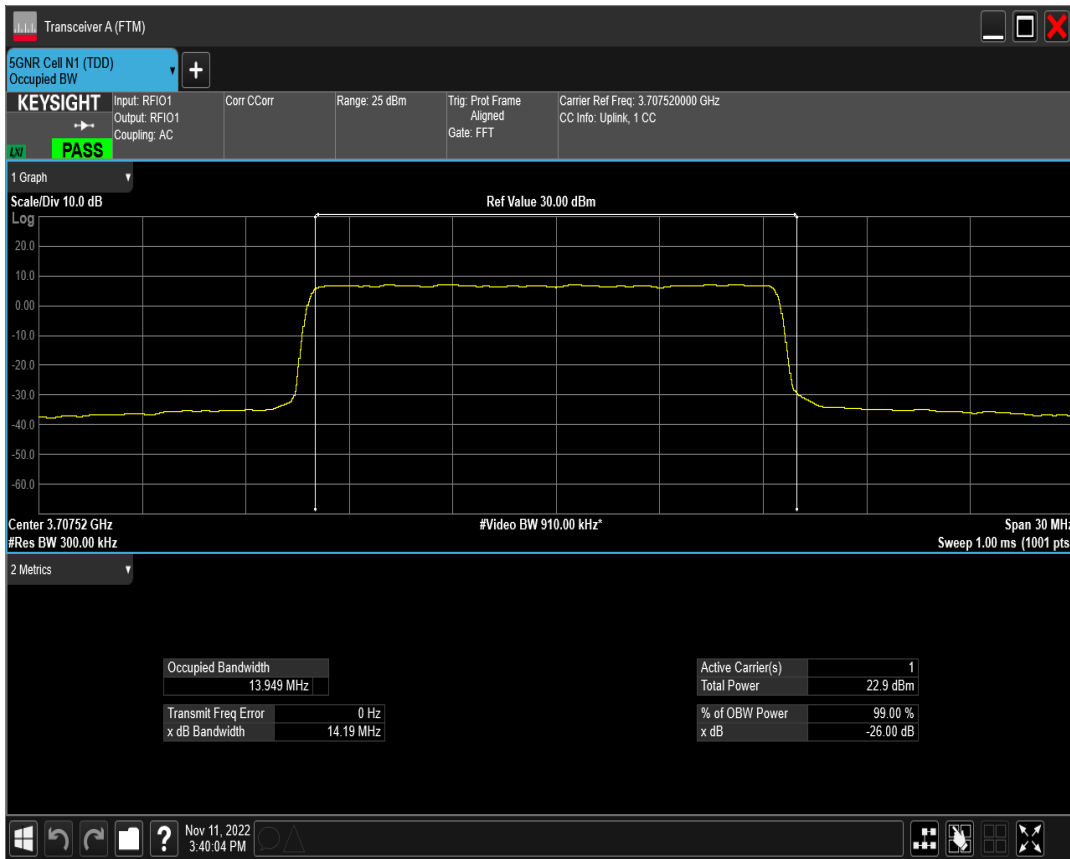 Transceiver A (FTM)
5GNR Cell N1 (TDD)
Occupied BW
+
KEYSIGHT
LXI
PASS
Input: RFIO1
Output: RFIO1
Coupling: AC
Corr CCorr
Range: 25 dBm
Trig: Prot Frame
Aligned
Gate: FFT
Carrier Ref Freq: 3.707520000 GHz
CC Info: Uplink, 1 CC
1 Graph
Scale/Div 10.0 dB
Ref Value 30.00 dBm
Log
20.0
10.0
0.00
-10.0
-20.0
-30.0
-40.0
-50.0
-60.0
Center 3.70752 GHz
#Video BW 910.00 kHz*
Span 30 MHz
#Res BW 300.00 kHz
Sweep 1.00 ms (1001 pts
2 Metrics
Occupied Bandwidth
13.949 MHz
Transmit Freq Error 0 Hz
x dB Bandwidth 14.19 MHz
Active Carrier(s) 1
Total Power 22.9 dBm
% of OBW Power 99.00 %
x dB -26.00 dB
?
Nov 11, 2022
3:40:04 PM